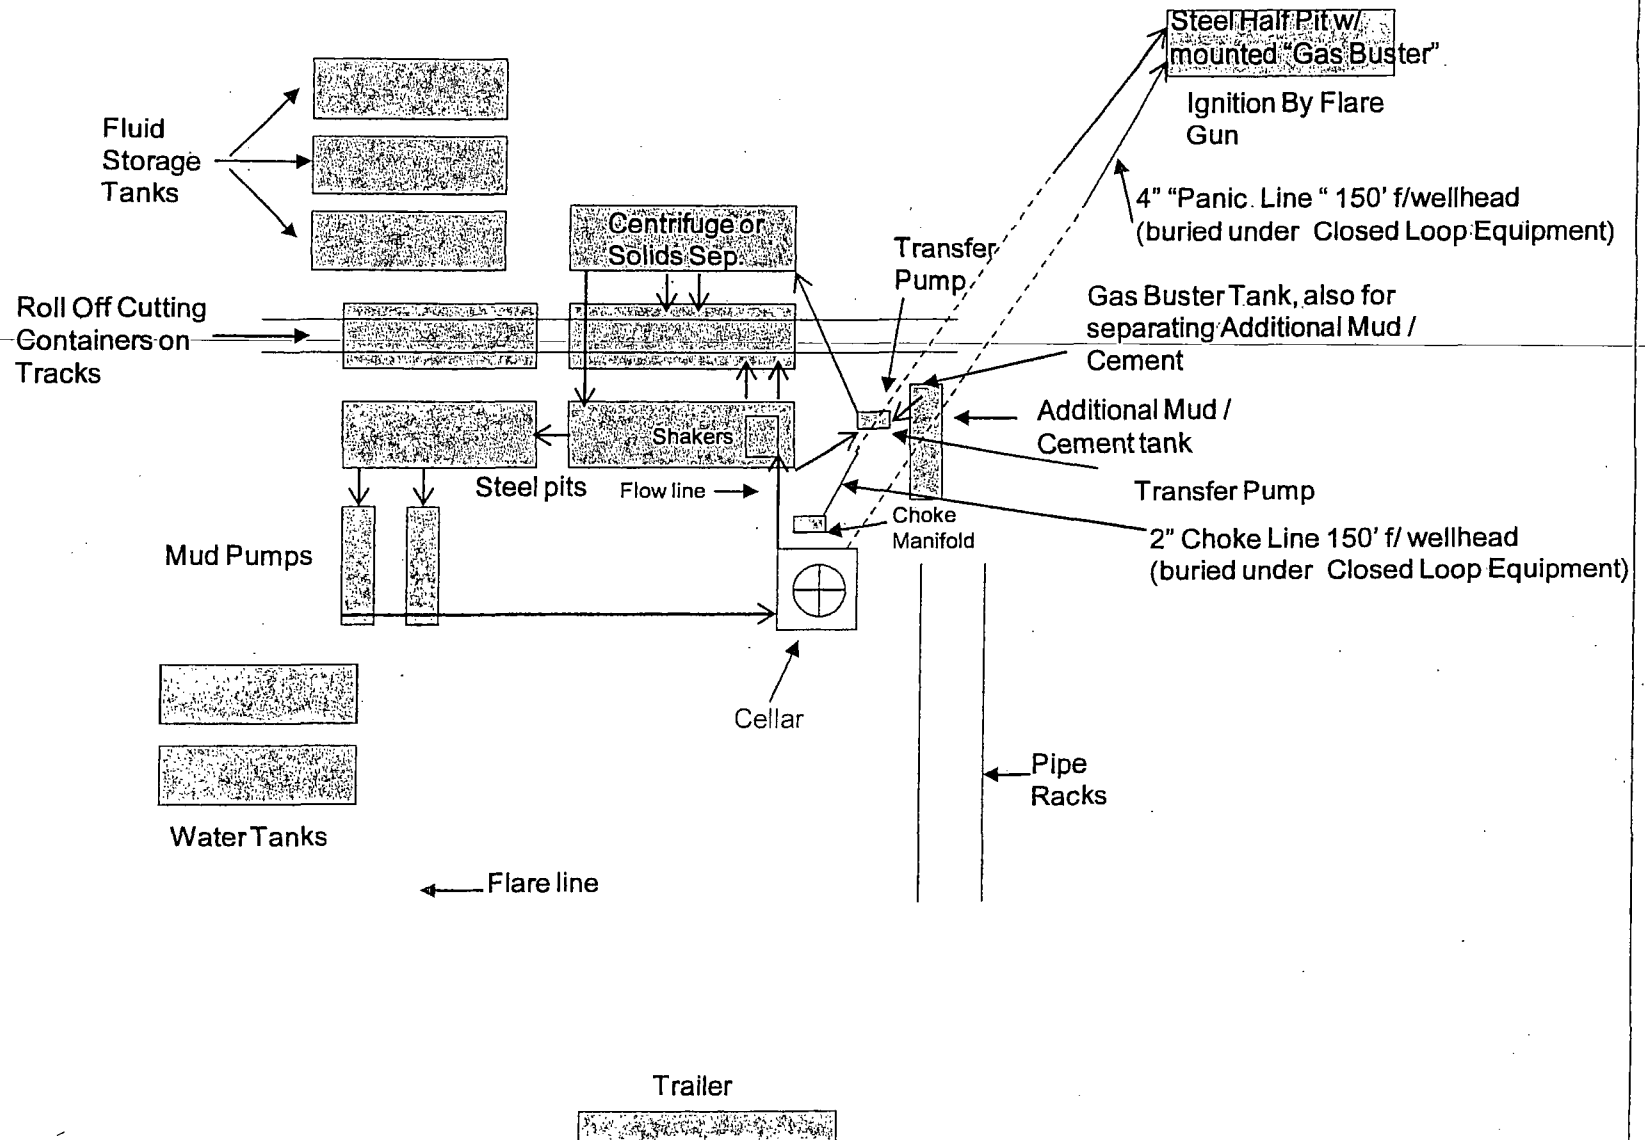 Steel Half Pit w/
mounted “Gas Buster”
Ignition By Flare
Gun
Fluid
Storage
Tanks
4” “Panic. Line “ 150’ f/wellhead
(buried under Closed Loop Equipment)
Centrifuge or
Solids Sep.
Transfer
Pump
Roll Off Cutting
Containers on
Tracks
Gas Buster Tank, also for
separating Additional Mud /
Cement
Additional Mud /
Cement tank
Shakers
Steel pits
Flow line
Transfer Pump
Choke
Manifold
2” Choke Line 150’ f/ wellhead
(buried under Closed Loop Equipment)
Mud Pumps
Cellar
Pipe
Racks
Water Tanks
Flare line
Trailer